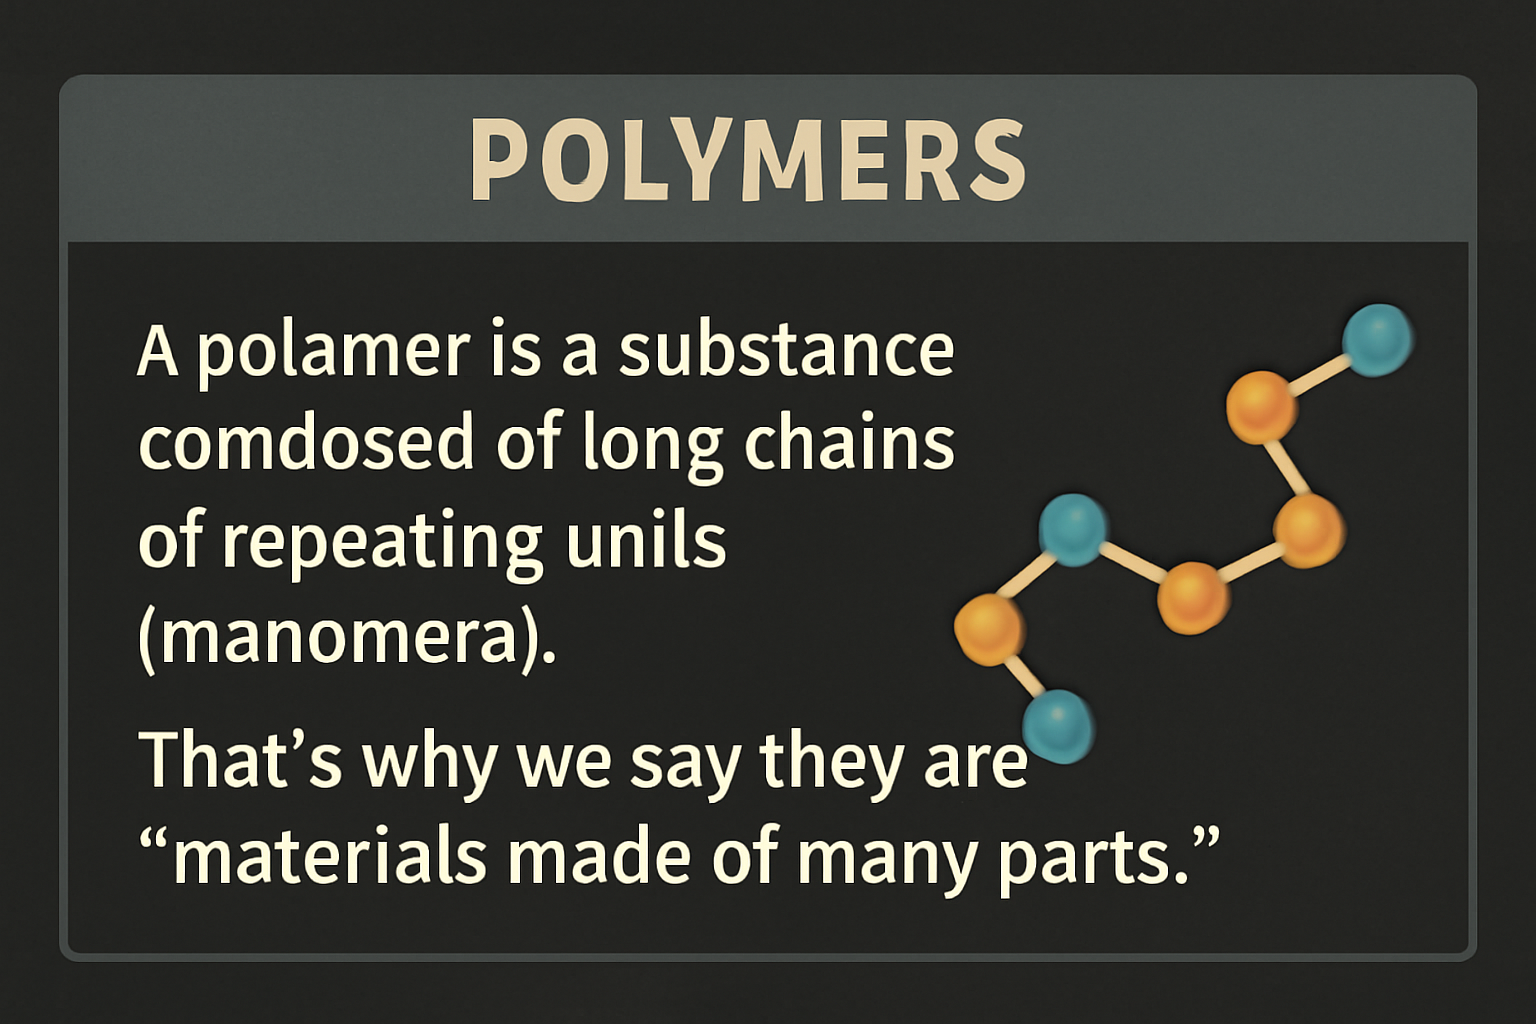 POLYMERS
A polamer is a substance
comdosed of long chains
of repeating unils
(manomera).
That’s why we say they are
“materials made of many parts.”